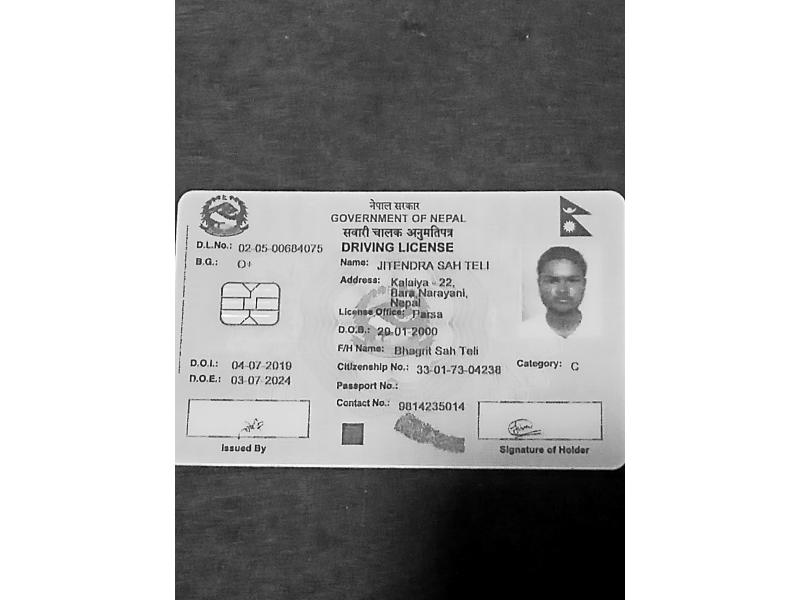 नेपाल सरकार
GOVERNMENT OF NEPAL
सवारी चालक अनुमतिपत्र
DRIVING LICENSE
D.L.No.: 02-05-00684075
B.G.: O+
Name: JITENDRA SAH TELI
Address: Kalaiya - 22,
Bara,Narayani,
Nepal
License Office: Parsa
D.O.B.: 29-01-2000
F/H Name: Bhagrit Sah Teli
D.O.I.: 04-07-2019
D.O.E.: 03-07-2024
Citizenship No.: 33-01-73-04238
Category: C
Passport No.:
Contact No.: 9814235014
Issued By
Signature of Holder